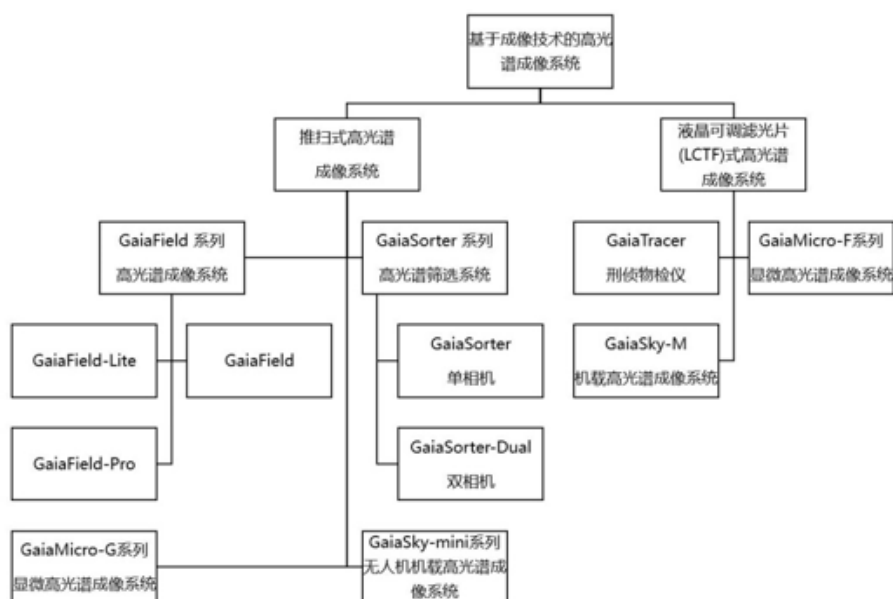 基于成像技术的高光
谱成像系统
推扫式高光谱
成像系统
液晶可调滤光片
(LCTF)式高光谱
成像系统
GaiaField 系列
高光谱成像系统
GaiaSorter 系列
高光谱筛选系统
GaiaTracer
刑侦物检仪
GaiaMicro-F系列
显微高光谱成像系统
GaiaField-Lite
GaiaField
GaiaSorter
单相机
GaiaSky-M
机载高光谱成像系统
GaiaField-Pro
GaiaSorter-Dual
双相机
GaiaMicro-G系列
显微高光谱成像系统
GaiaSky-mini系列
无人机机载高光谱成
像系统